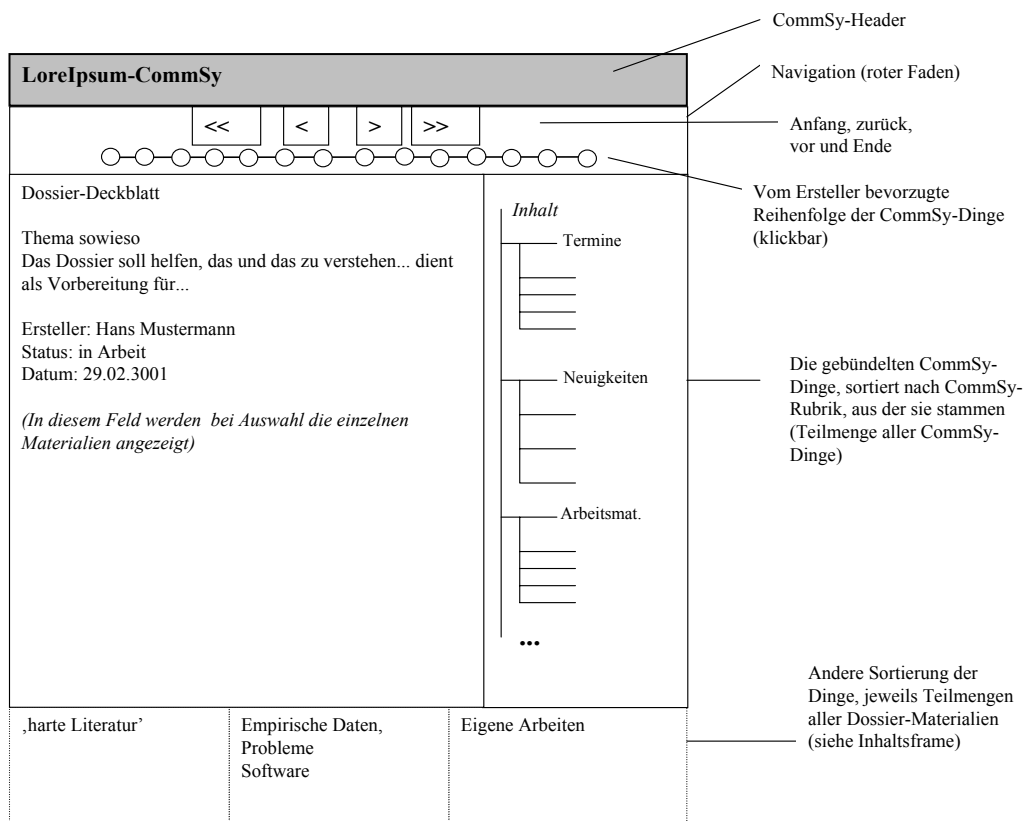 CommSy-Header
LoreIpsum-CommSy
Navigation (roter Faden)
<< < > >>
Anfang, zurück,
vor und Ende
Vom Ersteller bevorzugte
Reihenfolge der CommSy-Dinge
(klickbar)
Dossier-Deckblatt
Thema sowieso
Das Dossier soll helfen, das und das zu verstehen... dient
als Vorbereitung für...
Ersteller: Hans Mustermann
Status: in Arbeit
Datum: 29.02.3001
(In diesem Feld werden bei Auswahl die einzelnen
Materialien angezeigt)
Inhalt
Termine
Neuigkeiten
Arbeitsmat.
...
Die gebündelten CommSy-
Dinge, sortiert nach CommSy-
Rubrik, aus der sie stammen
(Teilmenge aller CommSy-
Dinge)
Andere Sortierung der
Dinge, jeweils Teilmengen
aller Dossier-Materialien
(siehe Inhaltsframe)
‚harte Literatur’
Empirische Daten,
Probleme
Software
Eigene Arbeiten